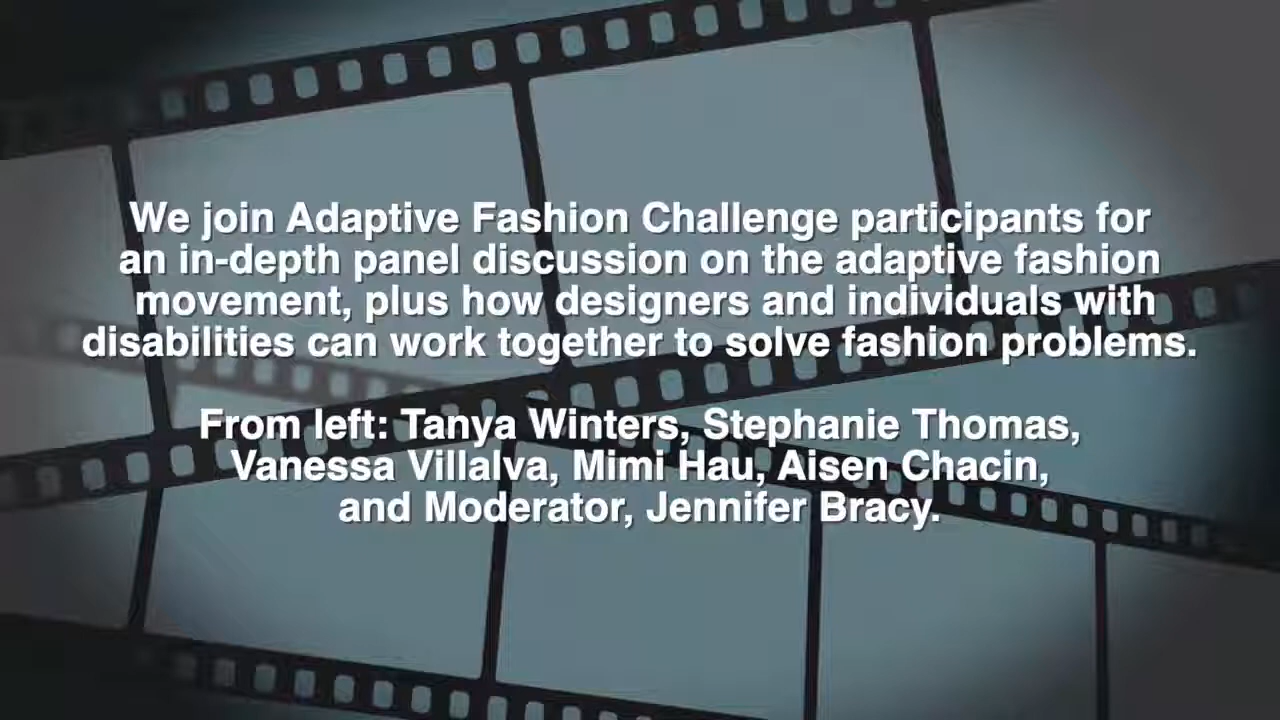 We join Adaptive Fashion Challenge participants for
an in-depth panel discussion on the adaptive fashion
movement, plus how designers and individuals with
disabilities can work together to solve fashion problems.
From left: Tanya Winters, Stephanie Thomas,
Vanessa Villalva, Mimi Hau, Aisen Chacin,
and Moderator, Jennifer Bracy.